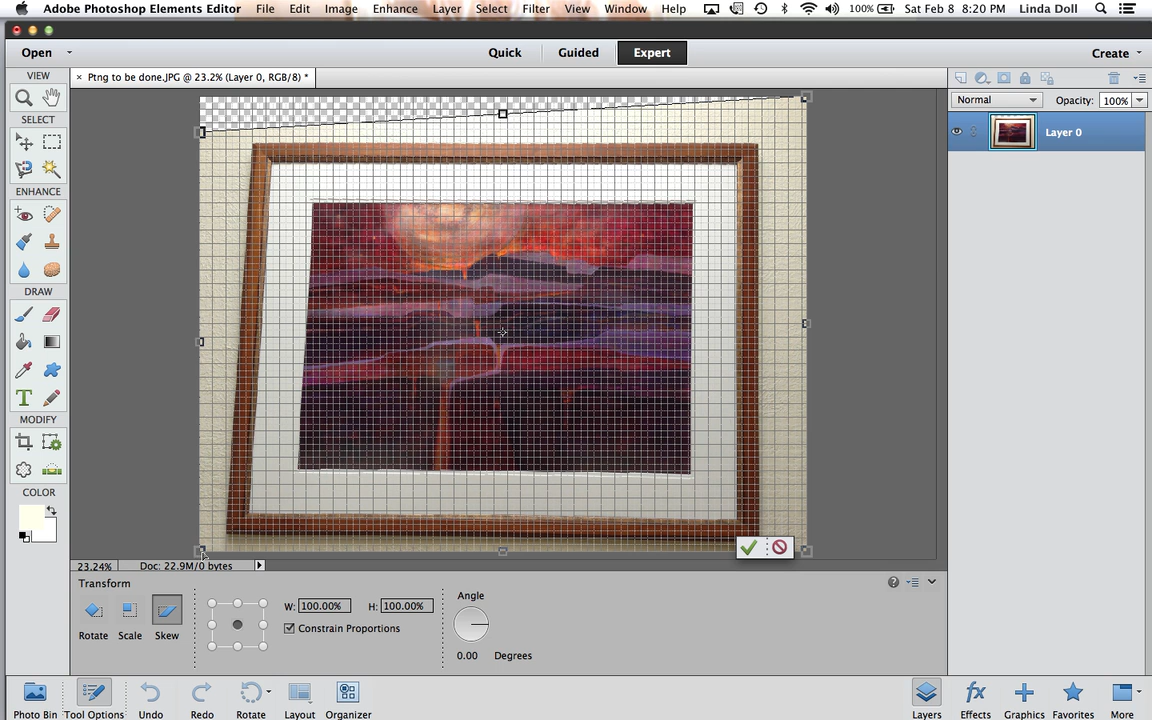 Adobe Photoshop Elements Editor File Edit Image Enhance Layer Select Filter View Window Help 100% Sat Feb 8 8:20 PM Linda Doll
Open Quick Guided Expert Create
VIEW × Ptng to be done.JPG @ 23.2% (Layer 0, RGB/8) *
Normal Opacity: 100%
SELECT
Layer 0
ENHANCE
DRAW
T
MODIFY
COLOR
23.24% Doc: 22.9M/0 bytes
Transform
W: 100.00% H: 100.00% Angle
Constrain Proportions
Rotate Scale Skew
0.00 Degrees
Photo Bin Tool Options Undo Redo Rotate Layout Organizer fx Layers Effects Graphics Favorites More